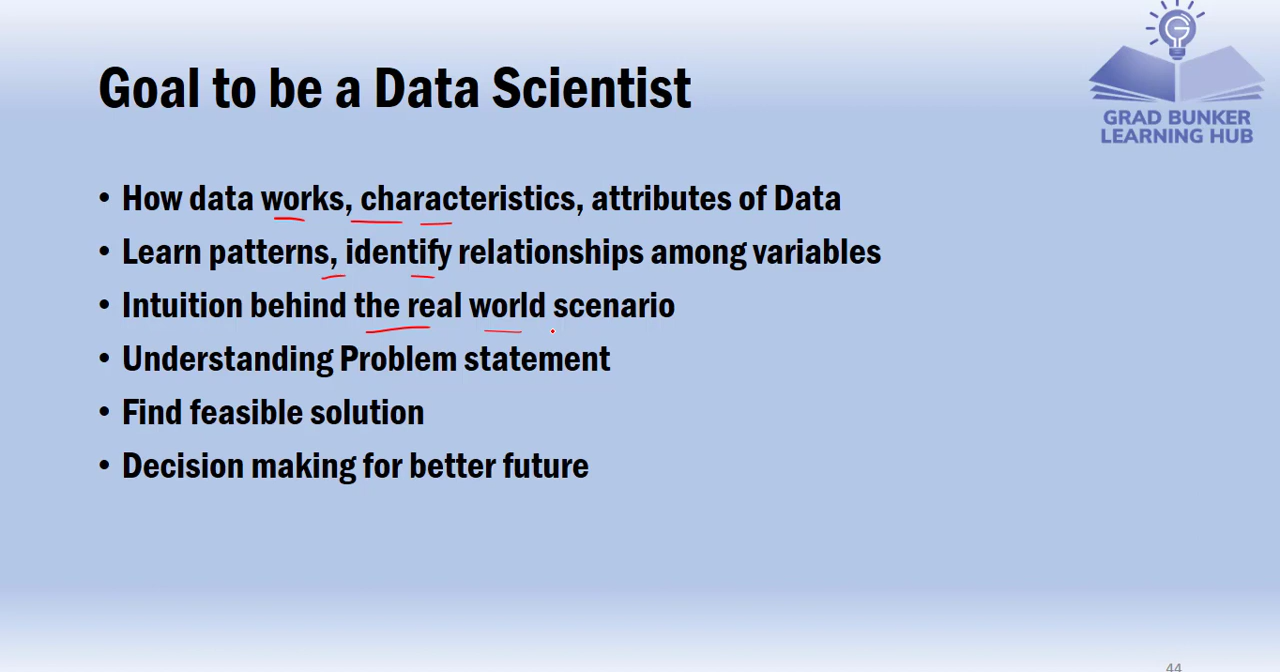 Goal to be a Data Scientist
GRAD BUNKER
LEARNING HUB
• How data works, characteristics, attributes of Data
• Learn patterns, identify relationships among variables
• Intuition behind the real world scenario
• Understanding Problem statement
• Find feasible solution
• Decision making for better future
44